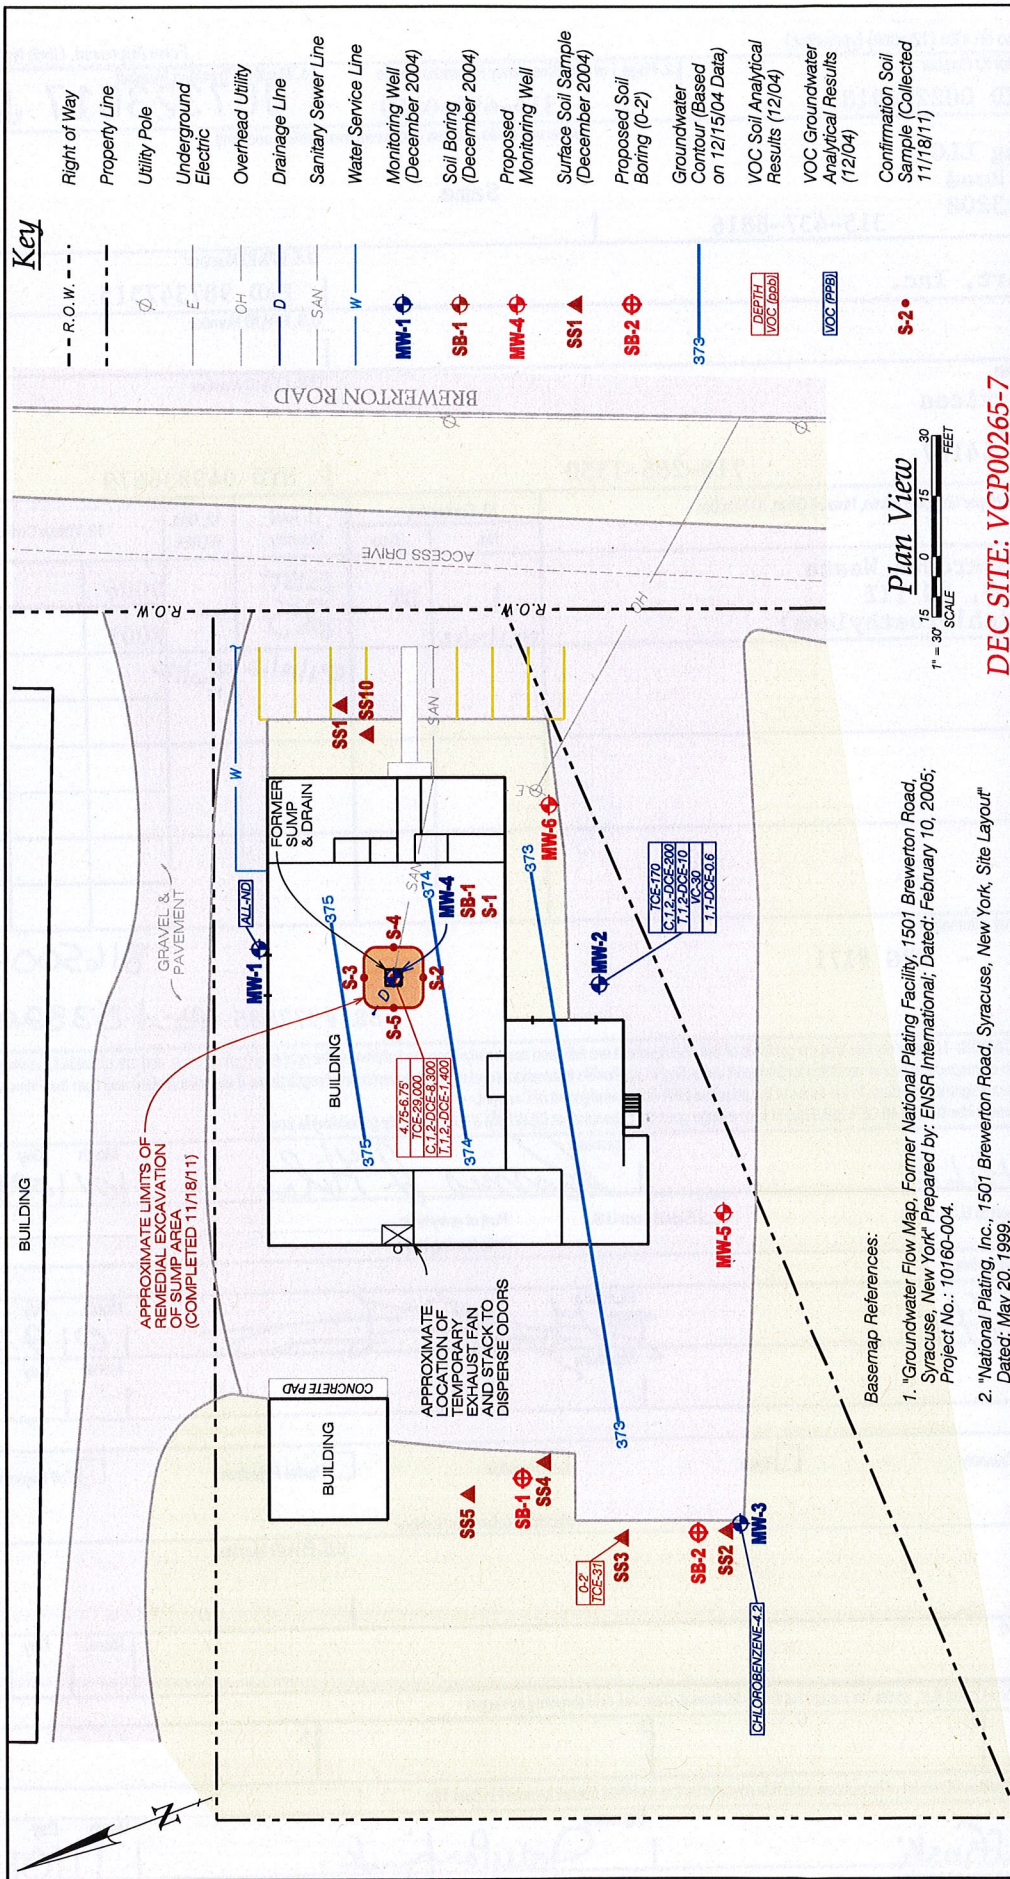 Key
R.O.W.
Right of Way
Property Line
Utility Pole
E
Underground
Electric
OH
Overhead Utility
D
Drainage Line
SAN
Sanitary Sewer Line
W
Water Service Line
MW-1
Monitoring Well
(December 2004)
SB-1
Soil Boring
(December 2004)
MW-4
Proposed
Monitoring Well
SS1
Surface Soil Sample
(December 2004)
SB-2
Proposed Soil
Boring (0-2')
373
Groundwater
Contour (Based
on 12/15/04 Data)
DEPTH
VOC (ppb)
VOC Soil Analytical
Results (12/04)
VOC (PPB)
VOC Groundwater
Analytical Results
(12/04)
S-2
Confirmation Soil
Sample (Collected
11/18/11)
BREWERTON ROAD
ACCESS DRIVE
R.O.W.
R.O.W.
OH
BUILDING
N
GRAVEL &
PAVEMENT
W
APPROXIMATE LIMITS OF
REMEDIAL EXCAVATION
OF SUMP AREA
(COMPLETED 11/18/11)
ALL-ND
MW-1
FORMER
SUMP
& DRAIN
SS1
SS10
SAN
SAN
BUILDING
375
375
374
374
S-3
S-4
S-5
S-2
D
MW-4
SB-1
S-1
4.75-6.75'
TCE-29,000
C,1,2,-DCE-8,300
T,1,2,-DCE-1,400
E
MW-6
373
373
MW-2
TCE-170
C,1,2,-DCE-200
T,1,2,-DCE-10
VC-30
1,1-DCE-0.6
MW-5
APPROXIMATE
LOCATION OF
TEMPORARY
EXHAUST FAN
AND STACK TO
DISPERSE ODORS
CONCRETE PAD
BUILDING
SS5
SB-1
SS4
0-2'
TCE-31
SS3
SB-2
SS2
MW-3
CHLOROBENZENE-4.2
Basemap References:
1. "Groundwater Flow Map, Former National Plating Facility, 1501 Brewerton Road,
Syracuse, New York" Prepared by: ENSR International; Dated: February 10, 2005;
Project No.: 10160-004.
2. "National Plating, Inc., 1501 Brewerton Road, Syracuse, New York, Site Layout"
Dated: May 20, 1999.
Plan View
15 0 15 30
1" = 30' SCALE FEET
DEC SITE: VCP00265-7